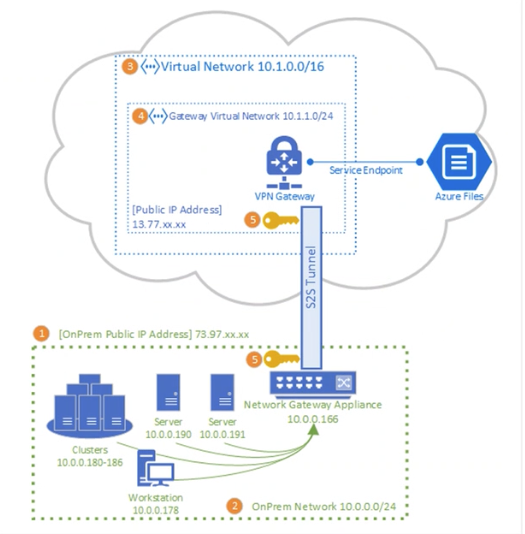 3
Virtual Network 10.1.0.0/16
4
Gateway Virtual Network 10.1.1.0/24
Service Endpoint
VPN Gateway
Azure Files
[Public IP Address]
13.77.xx.xx
5
S2S Tunnel
1
[OnPrem Public IP Address] 73.97.xx.xx
5
Network Gateway Appliance
10.0.0.166
Server
10.0.0.190
Server
10.0.0.191
Clusters
10.0.0.180-186
Workstation
10.0.0.178
2
OnPrem Network 10.0.0.0/24